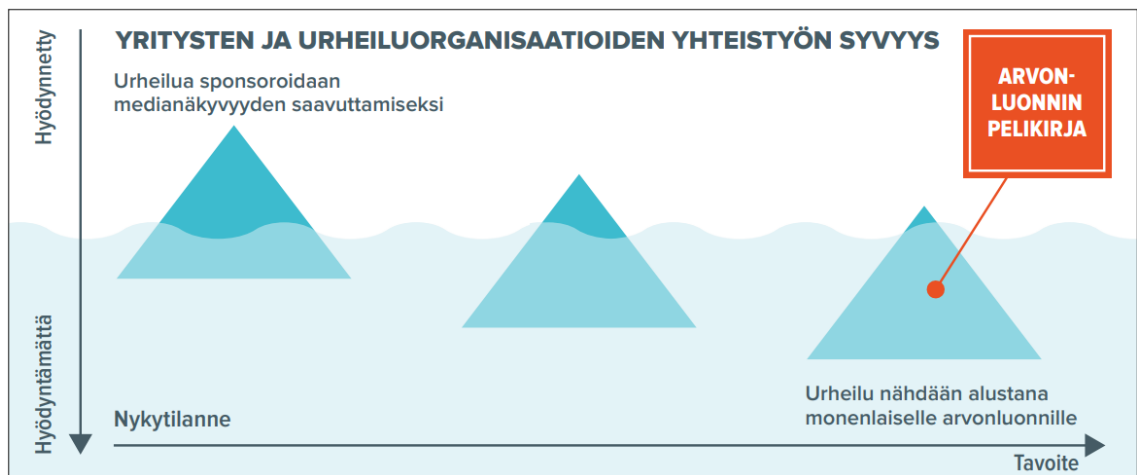 YRITYSTEN JA URHEILUORGANISAATIOIDEN YHTEISTYÖN SYVYYS
Urheilua sponsoroidaan
medianäkyvyyden saavuttamiseksi
Hyödynnetty
ARVON-
LUONNIN
PELIKIRJA
Hyödyntämättä
Nykytilanne
Urheilu nähdään alustana
monenlaiselle arvonluonnille
Tavoite